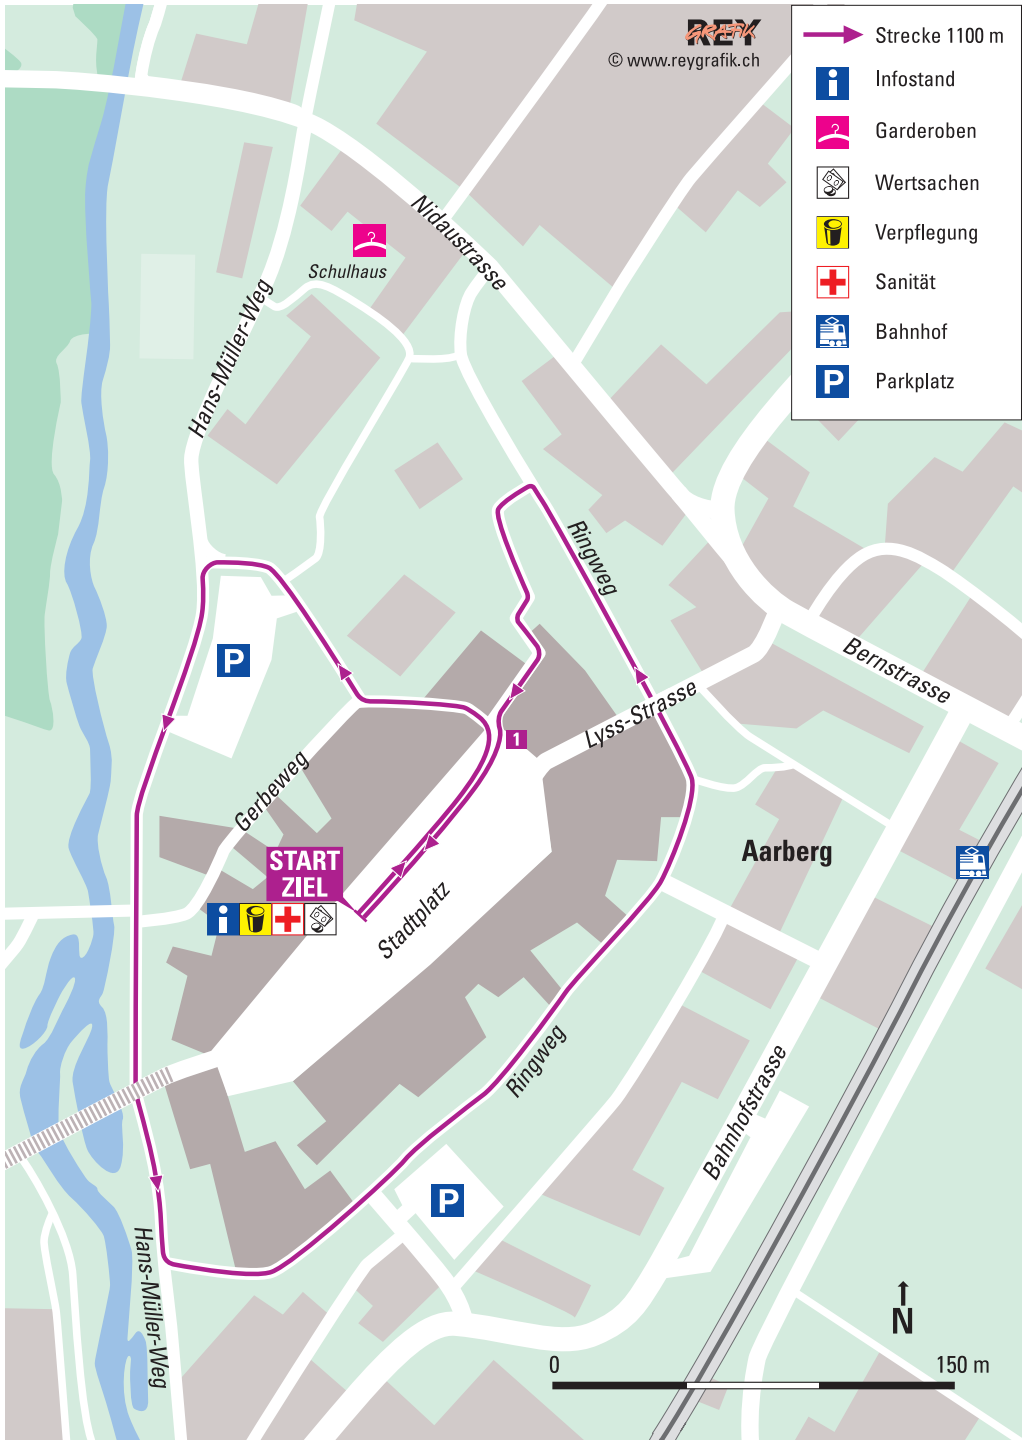 REY
GRAFIK
© www.reygrafik.ch
Strecke 1100 m
Infostand
Garderoben
Wertsachen
Verpflegung
Sanität
Bahnhof
P
Parkplatz
Nidaustrasse
Schulhaus
Hans-Müller-Weg
Ringweg
P
Bernstrasse
Lyss-Strasse
1
Gerbeweg
START
ZIEL
Aarberg
Stadtplatz
Ringweg
Bahnhofstrasse
P
Hans-Müller-Weg
N
0
150 m